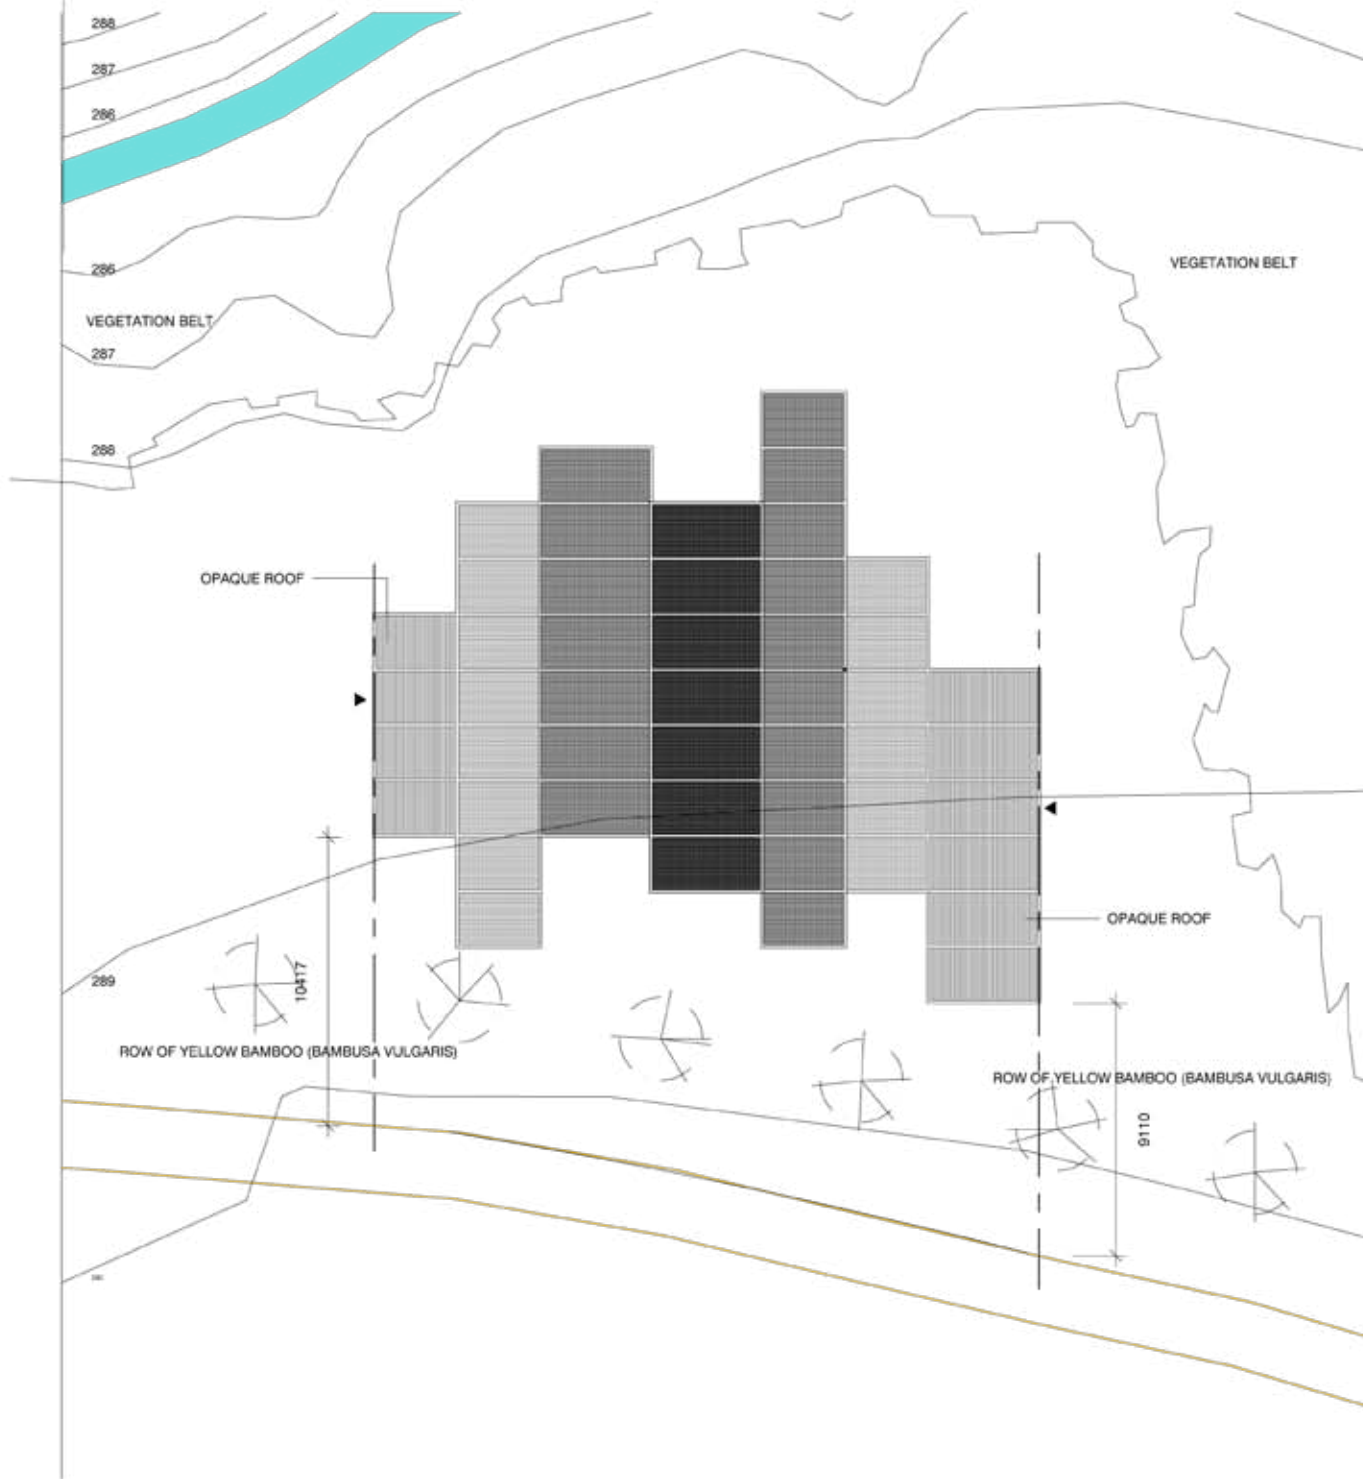 288
287
286
VEGETATION BELT
286
VEGETATION BELT
287
288
OPAQUE ROOF
OPAQUE ROOF
289
10417
ROW OF YELLOW BAMBOO (BAMBUSA VULGARIS)
ROW OF YELLOW BAMBOO (BAMBUSA VULGARIS)
9110